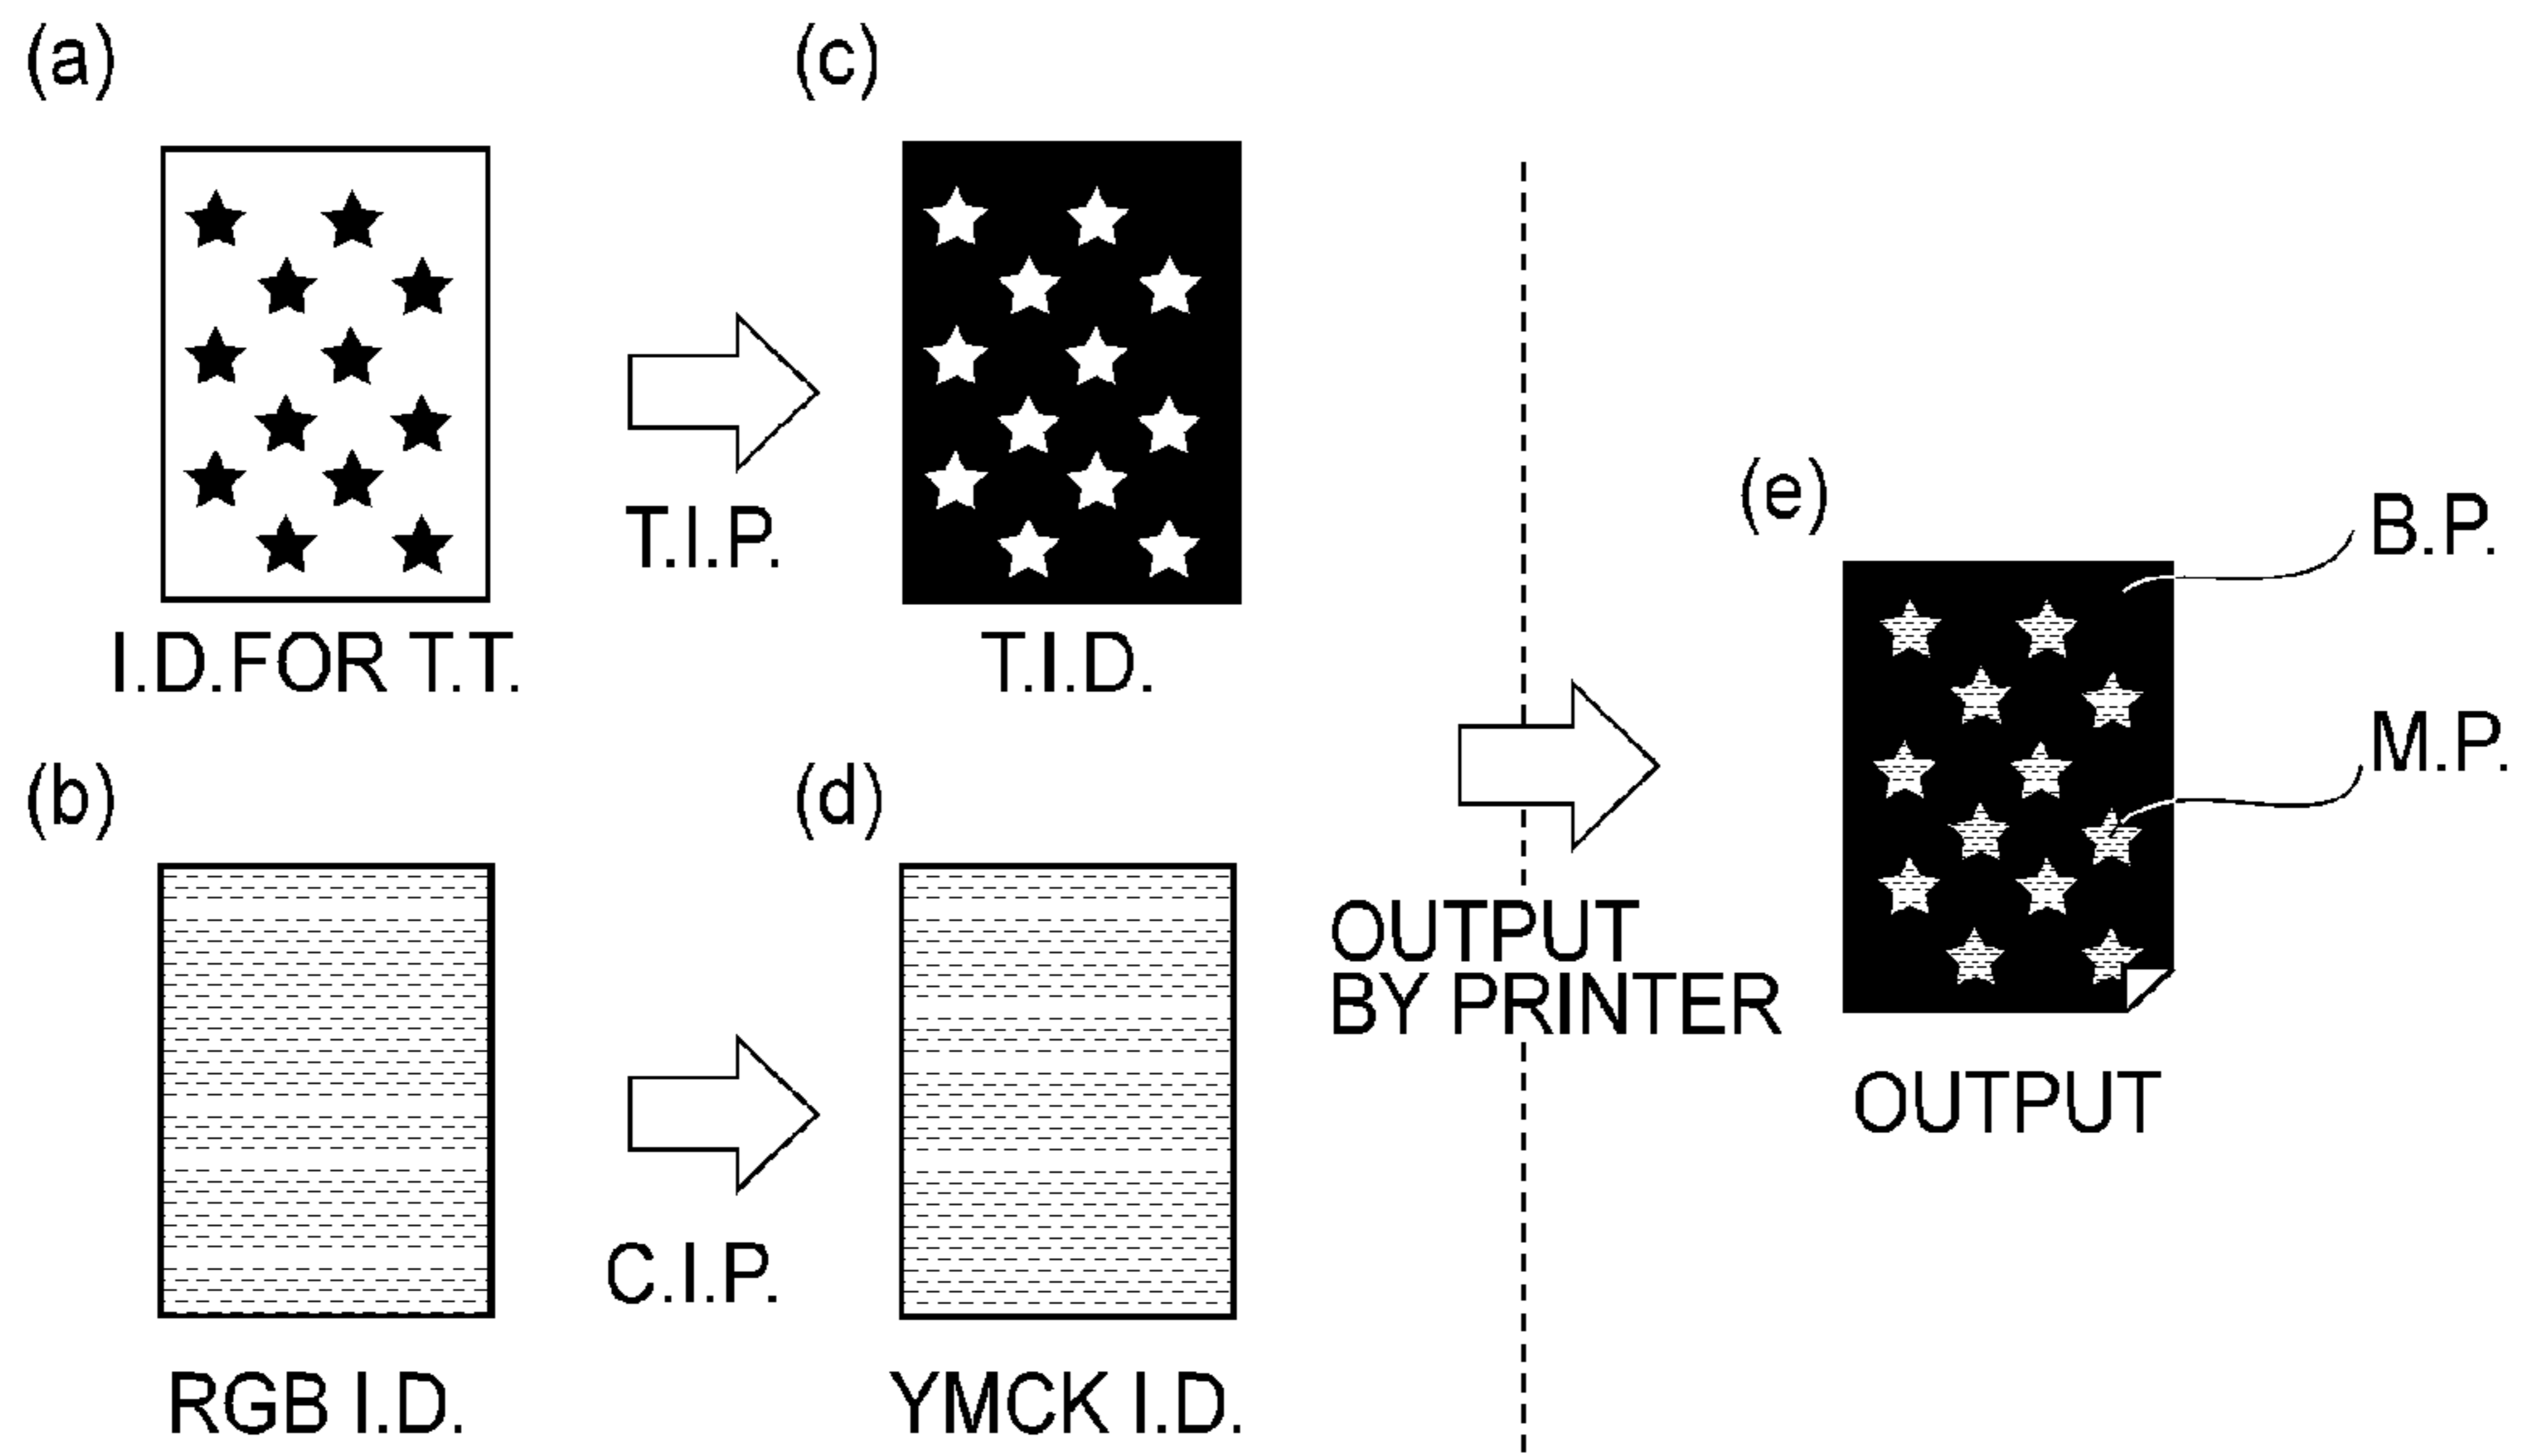 (a)
I.D.FOR T.T.
T.I.P.
(c)
T.I.D.
(b)
RGB I.D.
C.I.P.
(d)
YMCK I.D.
OUTPUT
BY PRINTER
(e)
B.P.
M.P.
OUTPUT